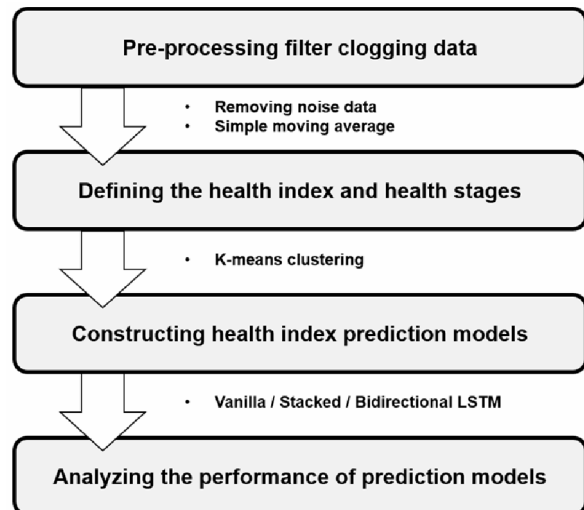 Pre-processing filter clogging data
• Removing noise data
• Simple moving average
Defining the health index and health stages
• K-means clustering
Constructing health index prediction models
• Vanilla / Stacked / Bidirectional LSTM
Analyzing the performance of prediction models